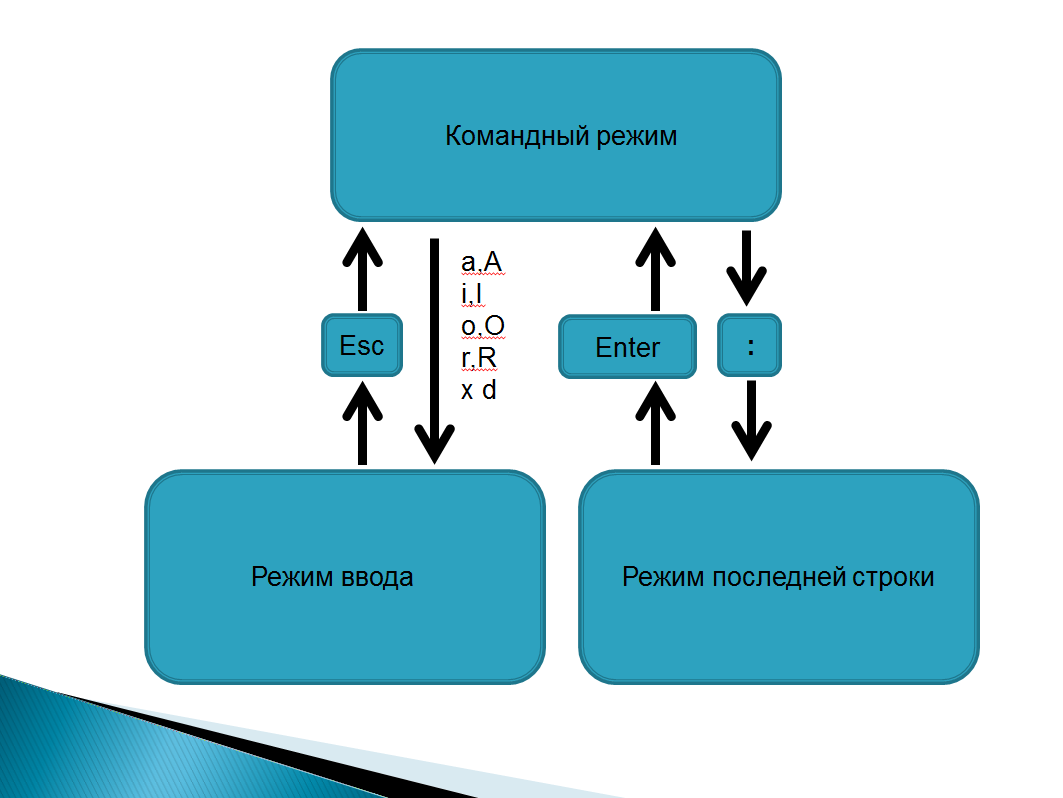 Командный режим
a,A
i,I
o,O
r,R
x d
Esc
Enter
:
Режим ввода
Режим последней строки